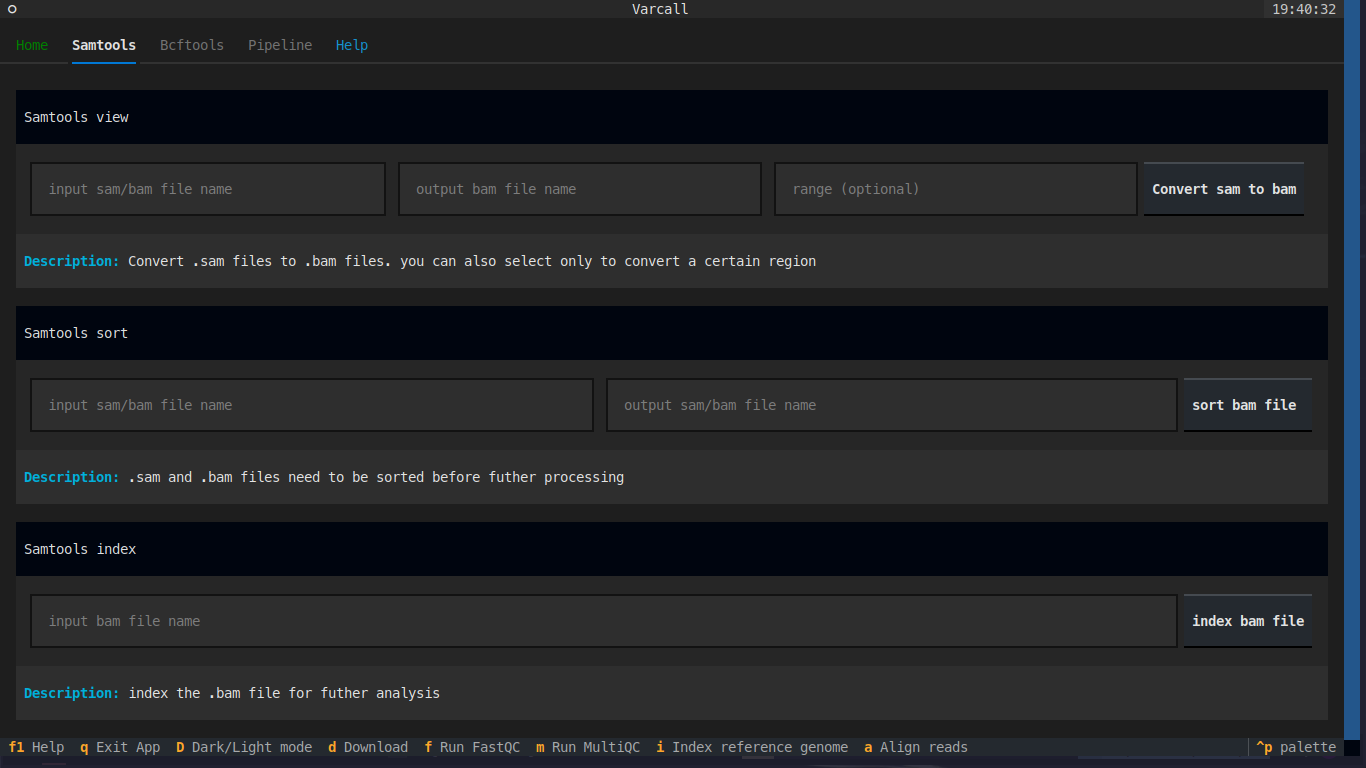 Varcall 19:40:32
Home Samtools Bcftools Pipeline Help
Samtools view
input sam/bam file name output bam file name range (optional) Convert sam to bam
Description: Convert .sam files to .bam files. you can also select only to convert a certain region
Samtools sort
input sam/bam file name output sam/bam file name sort bam file
Description: .sam and .bam files need to be sorted before futher processing
Samtools index
input bam file name index bam file
Description: index the .bam file for futher analysis
f1 Help q Exit App D Dark/Light mode d Download f Run FastQC m Run MultiQC i Index reference genome a Align reads ^p palette